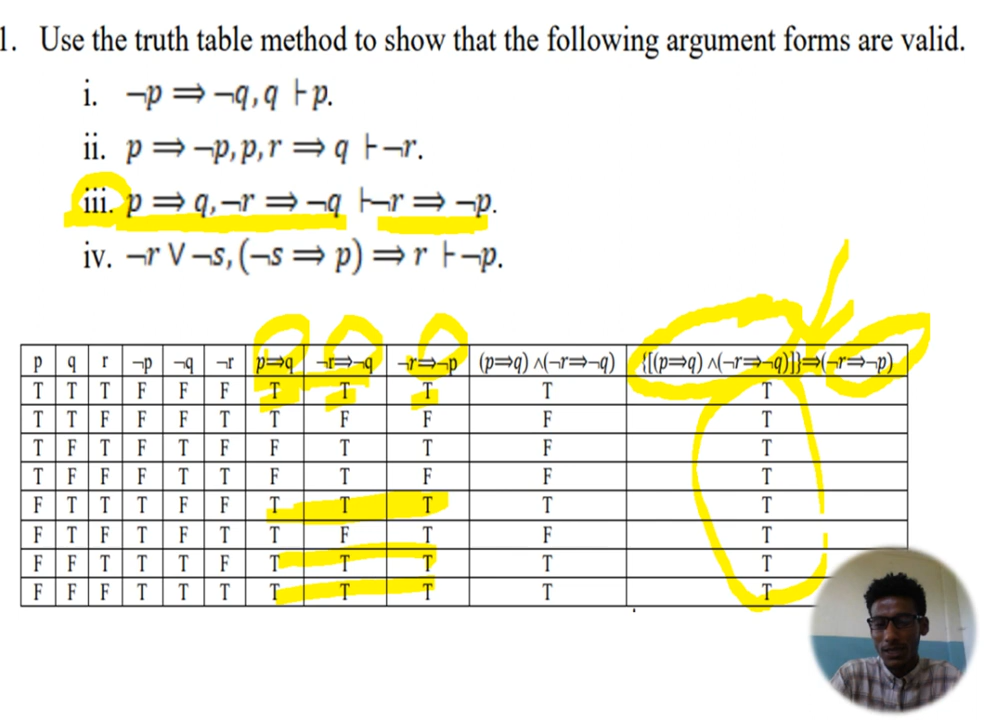 1. Use the truth table method to show that the following argument forms are valid.
i. ¬p ⟹ ¬q, q ⊢ p.
ii. p ⟹ ¬p, p, r ⟹ q ⊢ ¬r.
iii. p ⟹ q, ¬r ⟹ ¬q ⊢ ¬r ⟹ ¬p.
iv. ¬r ∨ ¬s, (¬s ⟹ p) ⟹ r ⊢ ¬p.
p q r ¬p ¬q ¬r p⟹q ¬r⟹¬q ¬r⟹¬p (p⟹q) ∧(¬r⟹¬q) {[(p⟹q) ∧(¬r⟹¬q)]}⟹(¬r⟹¬p)
T T T F F F T T T T T
T T F F F T T F F F T
T F T F T F F T T F T
T F F F T T F T F F T
F T T T F F T T T T T
F T F T F T T F T F T
F F T T T F T T T T T
F F F T T T T T T T T